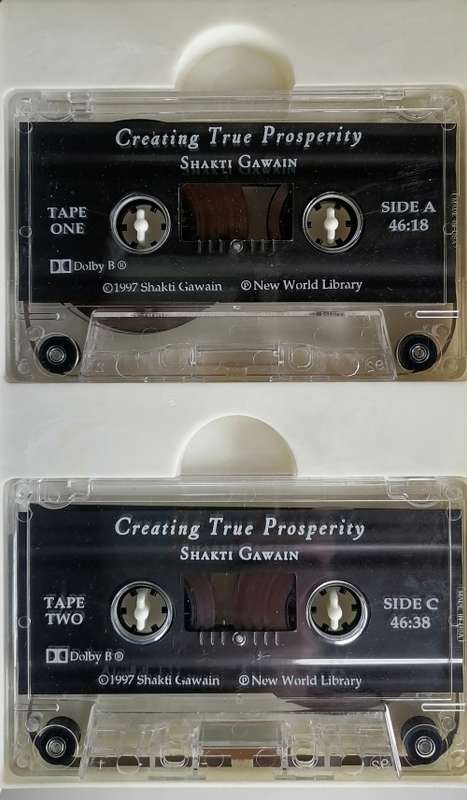 Creating True Prosperity
SHAKTI GAWAIN
TAPE ONE
SIDE A
46:18
Dolby B ®
©1997 Shakti Gawain ℗ New World Library
Creating True Prosperity
SHAKTI GAWAIN
TAPE TWO
SIDE C
46:38
Dolby B ®
©1997 Shakti Gawain ℗ New World Library